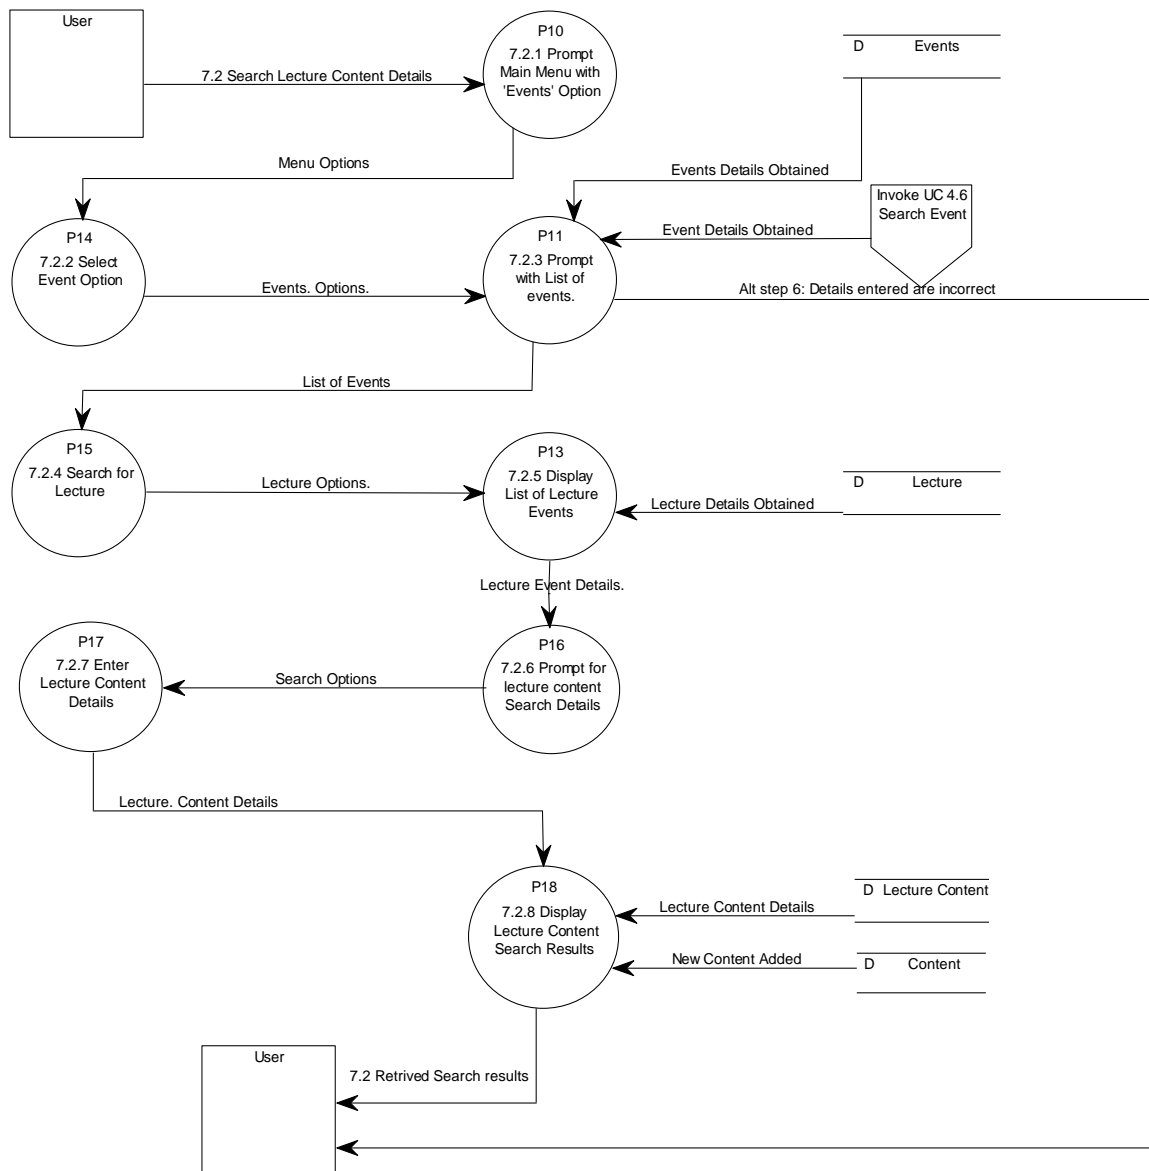 User
P10
7.2.1 Prompt
Main Menu with
'Events' Option
D Events
7.2 Search Lecture Content Details
Menu Options
Events Details Obtained
Invoke UC 4.6
Search Event
P14
7.2.2 Select
Event Option
P11
7.2.3 Prompt
with List of
events.
Event Details Obtained
Events. Options.
Alt step 6: Details entered are incorrect
List of Events
P15
7.2.4 Search for
Lecture
Lecture Options.
P13
7.2.5 Display
List of Lecture
Events
D Lecture
Lecture Details Obtained
Lecture Event Details.
P17
7.2.7 Enter
Lecture Content
Details
Search Options
P16
7.2.6 Prompt for
lecture content
Search Details
Lecture. Content Details
P18
7.2.8 Display
Lecture Content
Search Results
D Lecture Content
Lecture Content Details
New Content Added
D Content
User
7.2 Retrived Search results